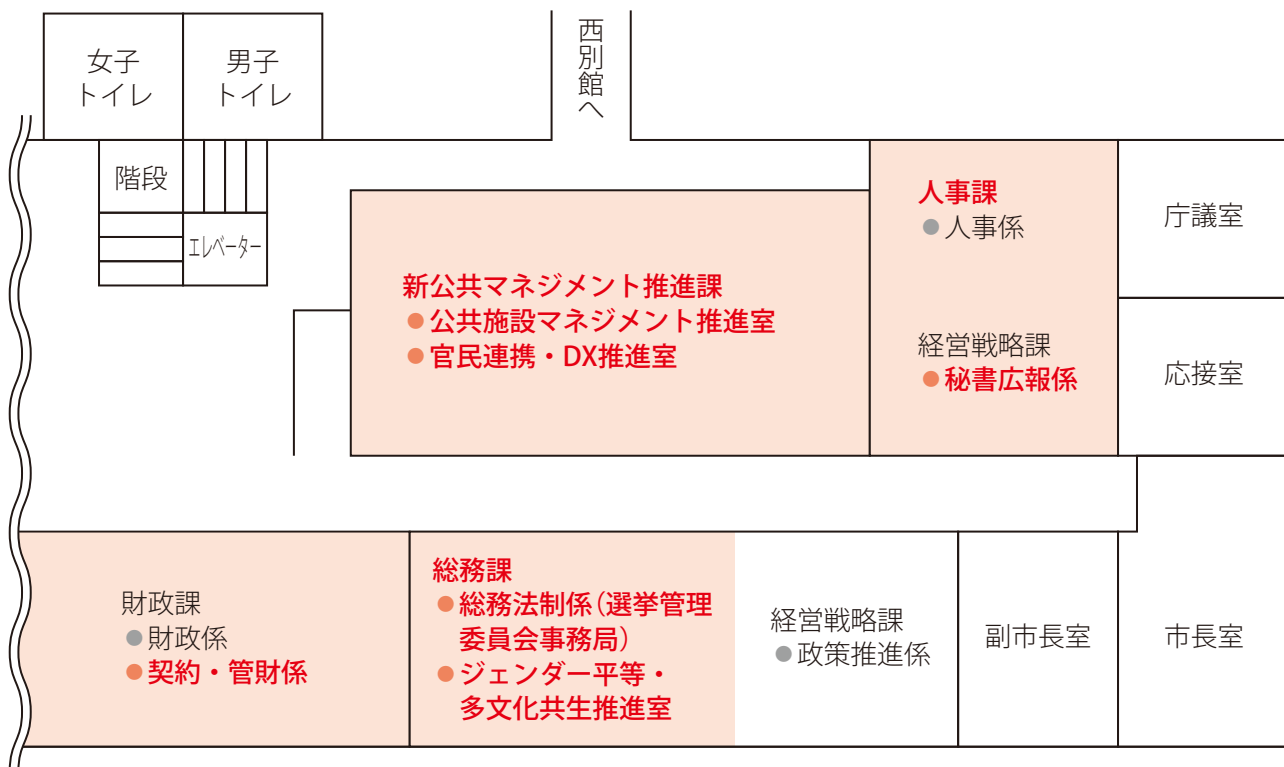 女子
トイレ
男子
トイレ
西別館へ
階段
エレベーター
人事課
●人事係
庁議室
新公共マネジメント推進課
●公共施設マネジメント推進室
●官民連携・DX推進室
経営戦略課
●秘書広報係
応接室
財政課
●財政係
●契約・管財係
総務課
●総務法制係(選挙管理
委員会事務局)
●ジェンダー平等・
多文化共生推進室
経営戦略課
●政策推進係
副市長室
市長室